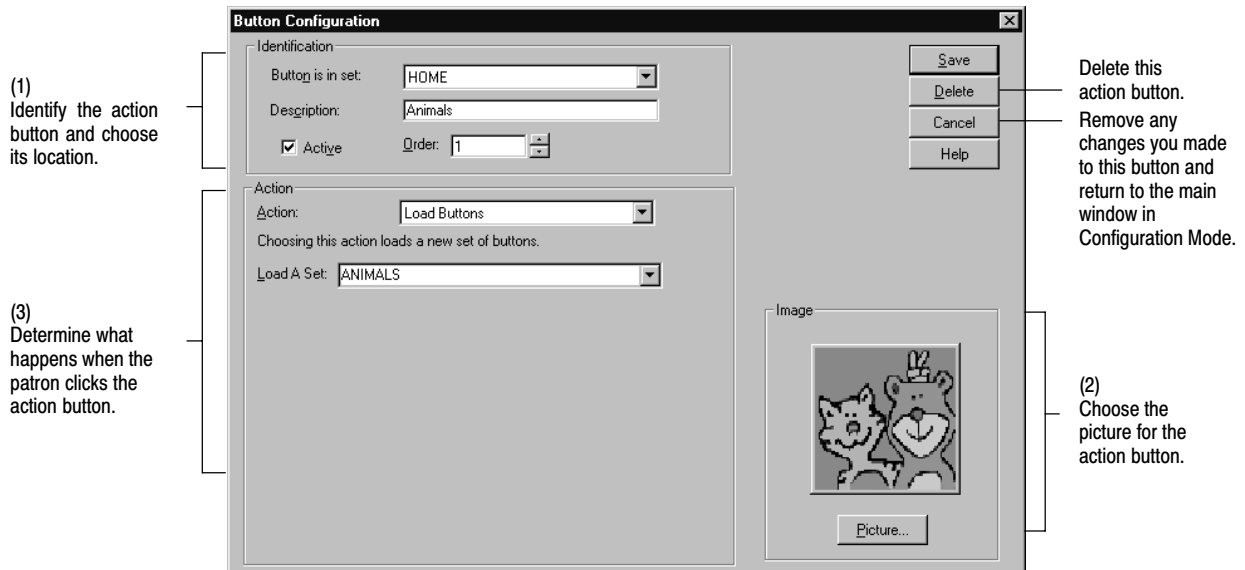 Button Configuration
(1)
Identify the action
button and choose
its location.
Identification
Button is in set: HOME
Description: Animals
Active Order: 1
Save
Delete
Cancel
Help
Delete this
action button.
Remove any
changes you made
to this button and
return to the main
window in
Configuration Mode.
(3)
Determine what
happens when the
patron clicks the
action button.
Action
Action: Load Buttons
Choosing this action loads a new set of buttons.
Load A Set: ANIMALS
Image
Picture...
(2)
Choose the
picture for the
action button.